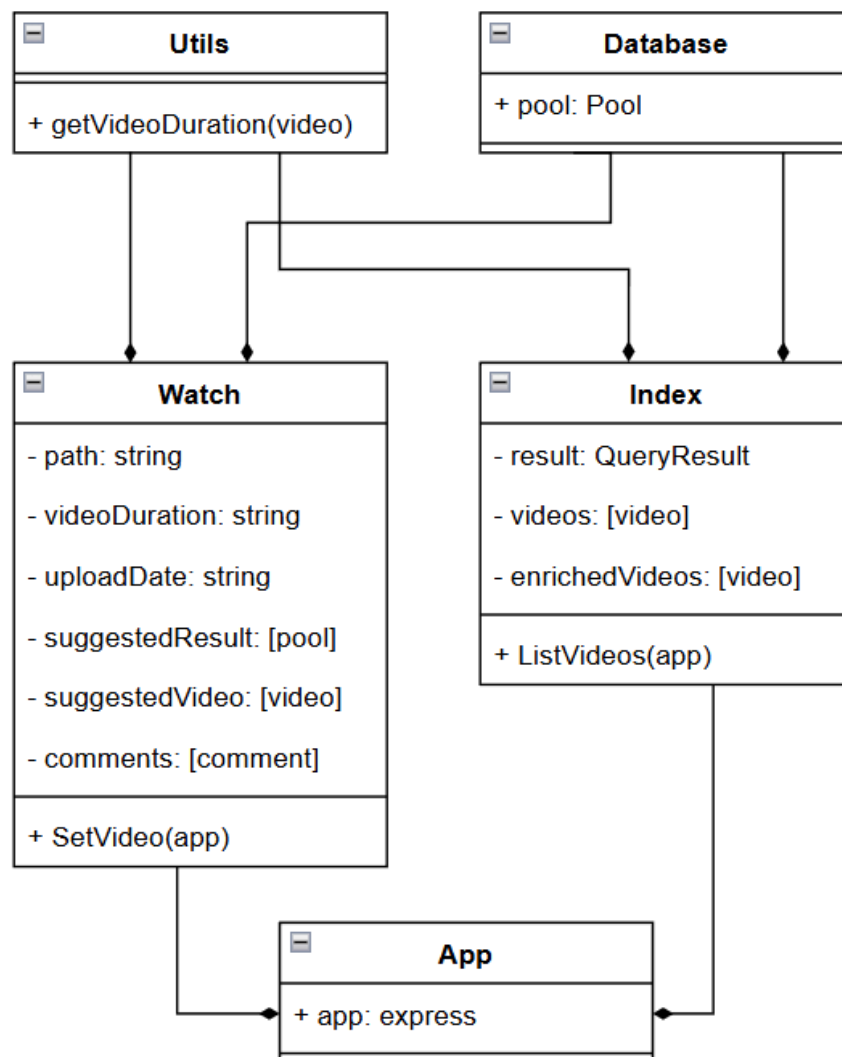 Utils
+ getVideoDuration(video)
Database
+ pool: Pool
Watch
- path: string
- videoDuration: string
- uploadDate: string
- suggestedResult: [pool]
- suggestedVideo: [video]
- comments: [comment]
+ SetVideo(app)
Index
- result: QueryResult
- videos: [video]
- enrichedVideos: [video]
+ ListVideos(app)
App
+ app: express